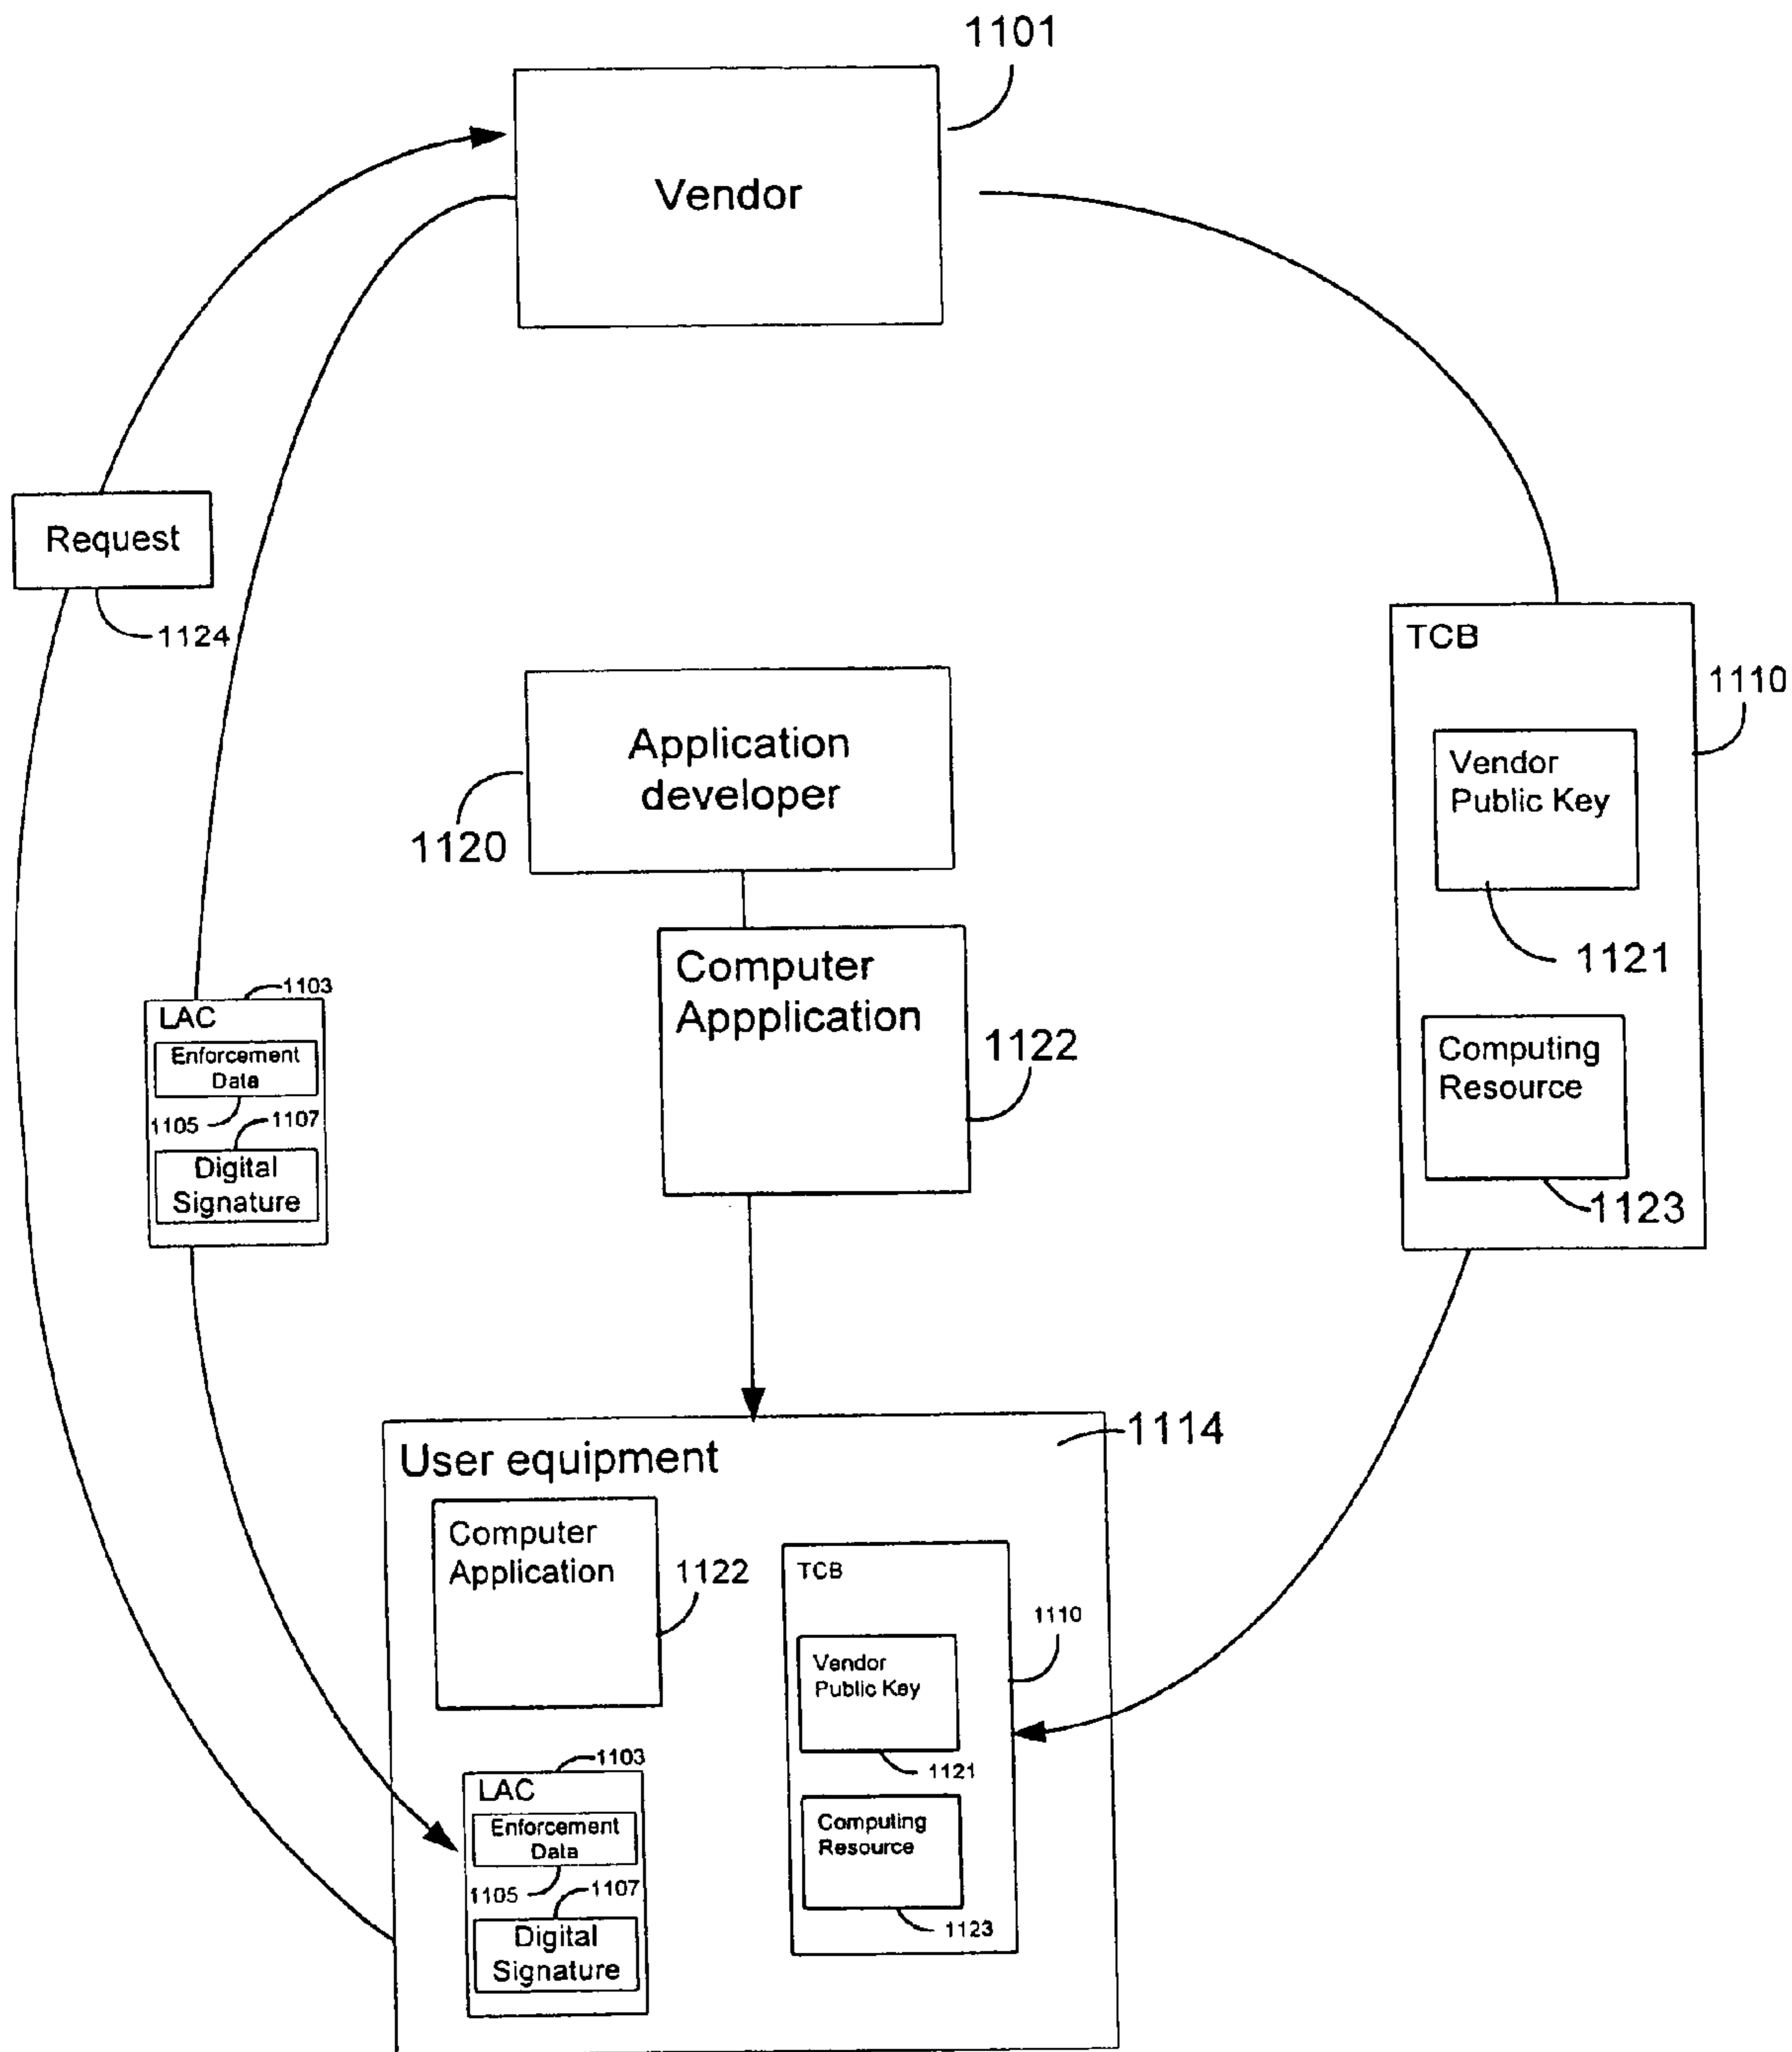 1101
Vendor
Request
1124
TCB
1110
Vendor
Public Key
1121
Computing
Resource
1123
Application
developer
1120
Computer
Appplication
1122
1103
LAC
Enforcement
Data
1105
1107
Digital
Signature
User equipment
1114
Computer
Application
1122
TCB
1110
Vendor
Public Key
1121
Computing
Resource
1123
1103
LAC
Enforcement
Data
1105
1107
Digital
Signature